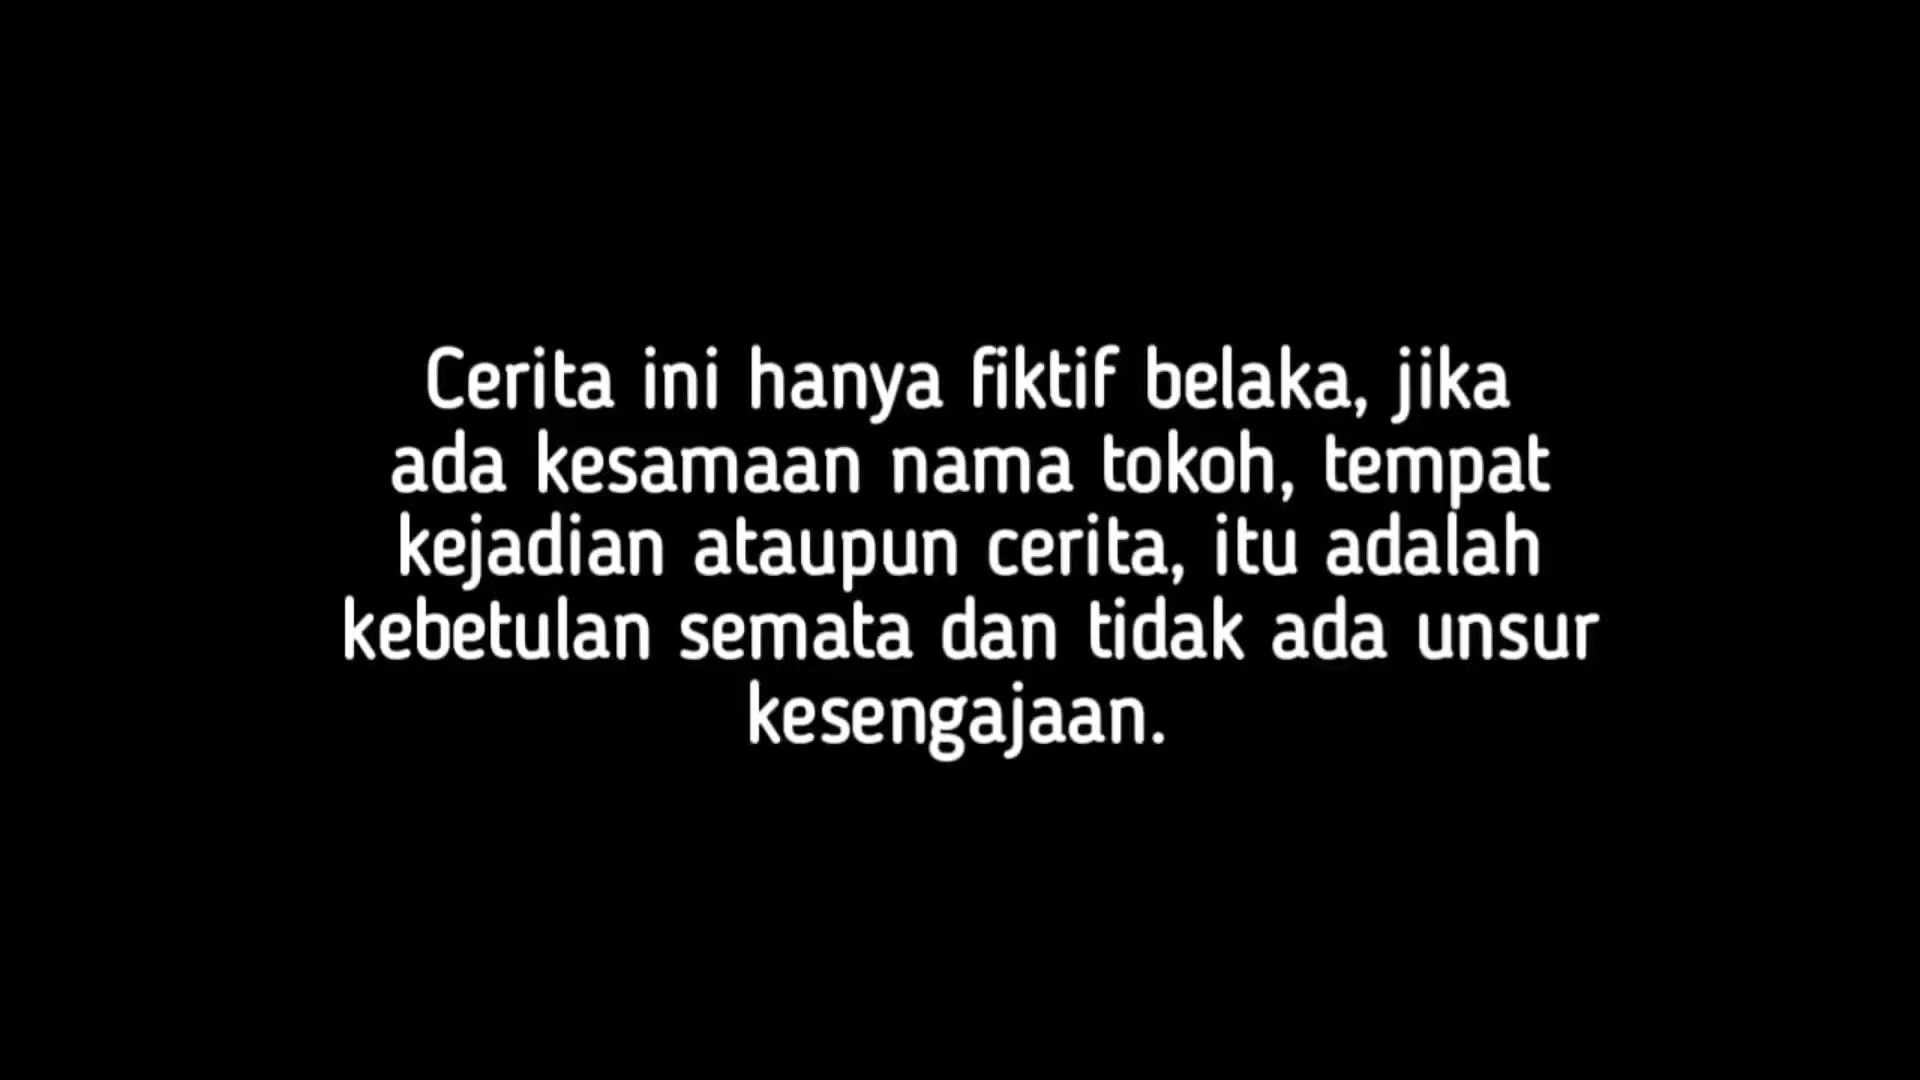 Cerita ini hanya fiktif belaka, jika
ada kesamaan nama tokoh, tempat
kejadian ataupun cerita, itu adalah
kebetulan semata dan tidak ada unsur
kesengajaan.